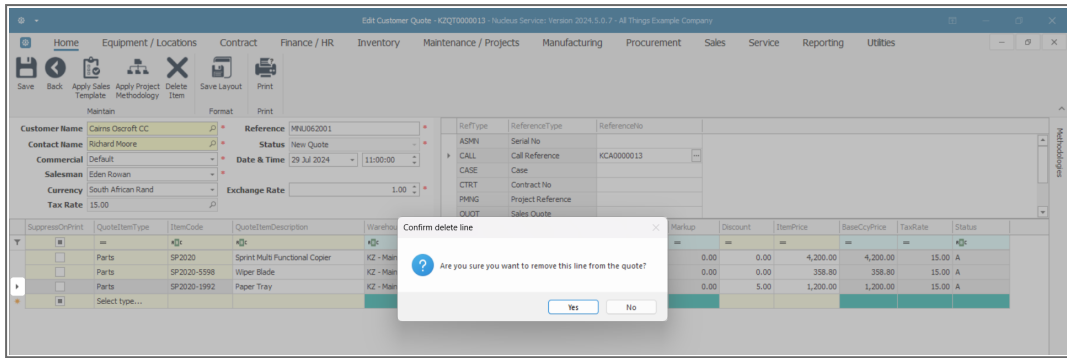 Edit Customer Quote - KZQT0000013 - Nucleus Service: Version 2024.5.0.7 - All Things Example Company
Home Equipment / Locations Contract Finance / HR Inventory Maintenance / Projects Manufacturing Procurement Sales Service Reporting Utilities
Save Back Apply Sales Template Apply Project Methodology Delete Item Save Layout Print
Maintain Format Print
Customer Name Cairns Oscroft CC * Reference MNU062001 *
Contact Name Richard Moore * Status New Quote *
Commercial Default * Date & Time 29 Jul 2024 11:00:00 *
Salesman Eden Rowan *
Currency South African Rand Exchange Rate 1.00 *
Tax Rate 15.00
RefType ReferenceType ReferenceNo
ASMN Serial No
CALL Call Reference KCA0000013 ...
CASE Case
CTRT Contract No
PMNG Project Reference
QUOT Sales Quote
Methodologies
SuppressOnPrint QuoteItemType ItemCode QuoteItemDescription Warehou Markup Discount ItemPrice BaseCcyPrice TaxRate Status
Parts SP2020 Sprint Multi Functional Copier KZ - Main 0.00 0.00 4,200.00 4,200.00 15.00 A
Parts SP2020-5598 Wiper Blade KZ - Main 0.00 0.00 358.80 358.80 15.00 A
Parts SP2020-1992 Paper Tray KZ - Main 0.00 5.00 1,200.00 1,200.00 15.00 A
Select type...
Confirm delete line
Are you sure you want to remove this line from the quote?
Yes No